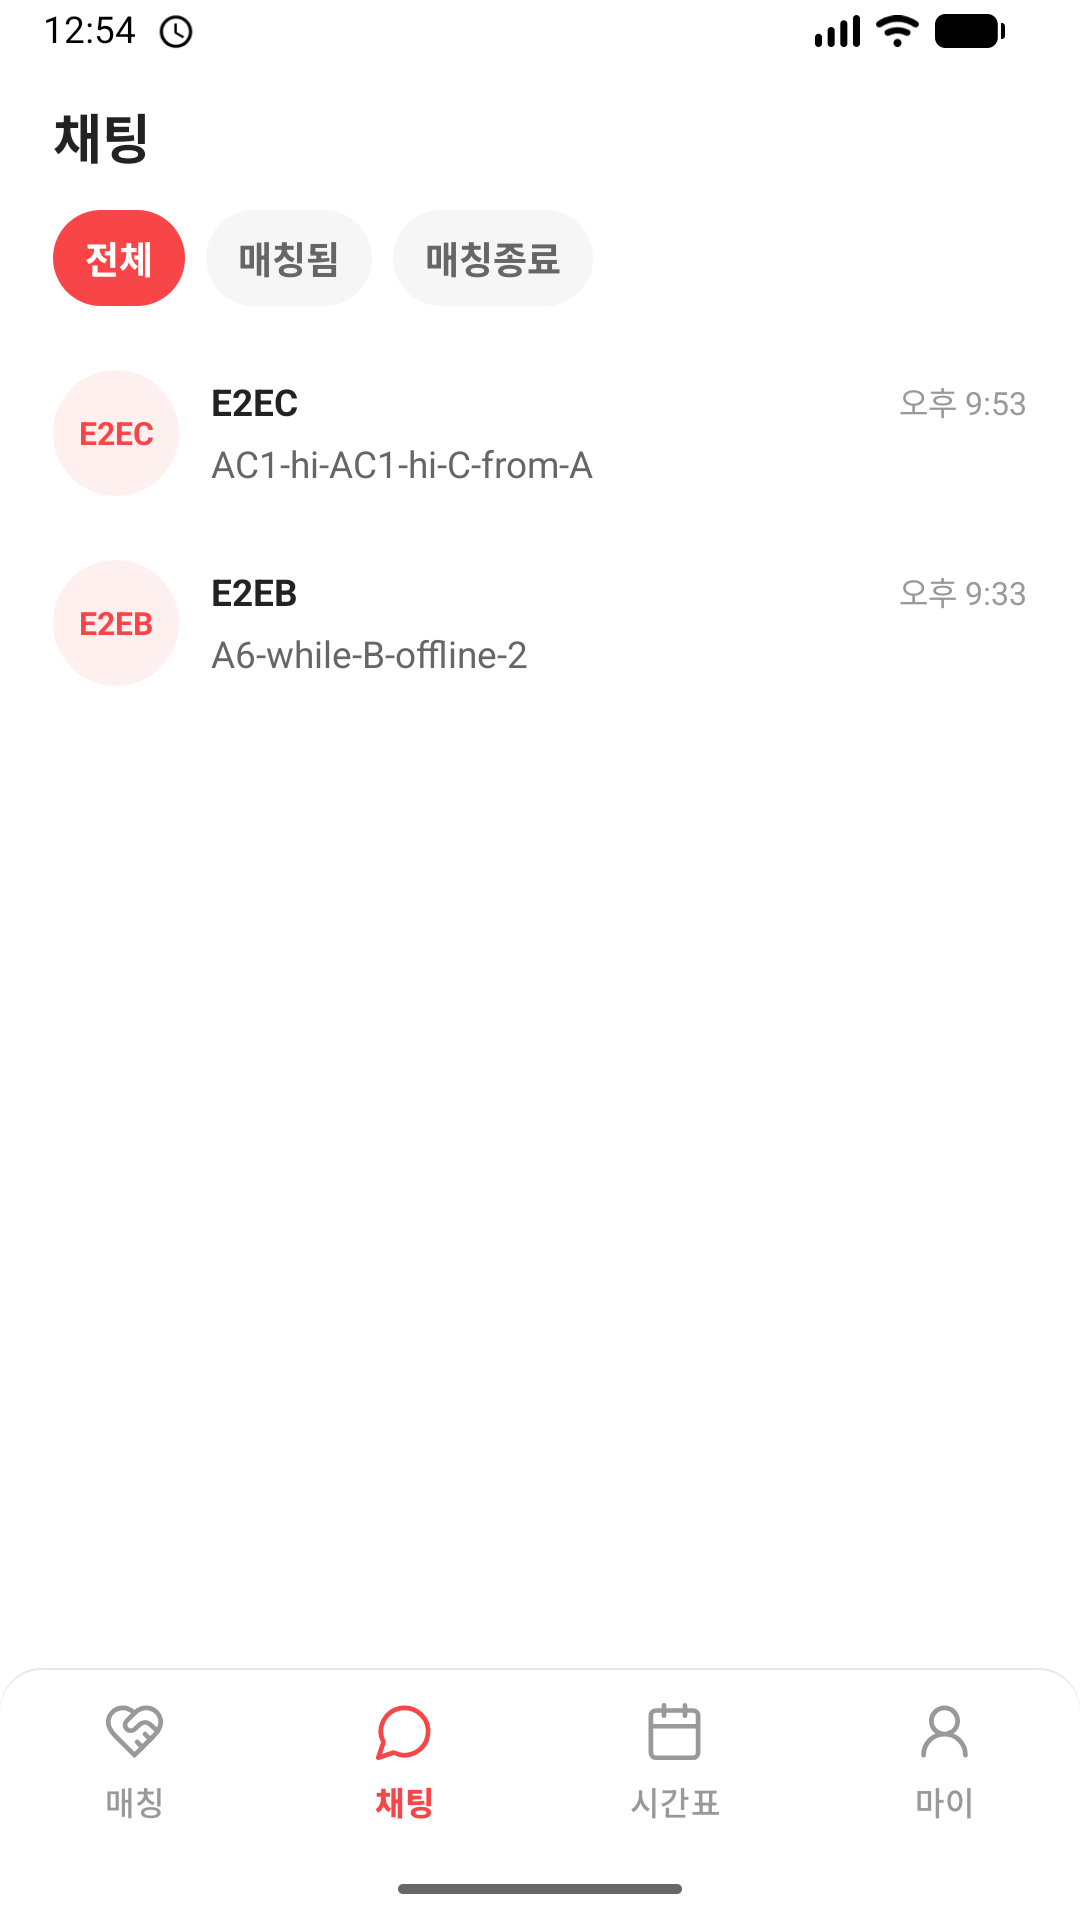 12:54
채팅
전체 매칭됨 매칭종료
E2EC E2EC 오후 9:53
AC1-hi-AC1-hi-C-from-A
E2EB E2EB 오후 9:33
A6-while-B-offline-2
매칭 채팅 시간표 마이